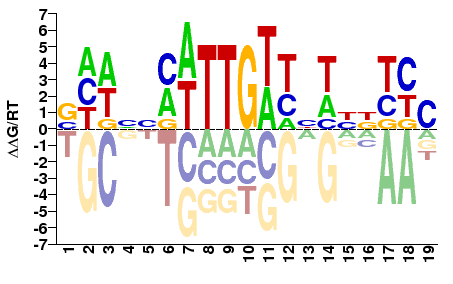 ΔΔG/RT
7
6
5
4
3
2
1
0
-1
-2
-3
-4
-5
-6
-7
G C T
A C T G
A T G C
C G
C T
C A G T
A T C G
T A C G
T A C G
G A C T
T A C G
T C A G
C A
T A C G
T
T G C
T C G A
C T G A
C A G T
1 2 3 4 5 6 7 8 9 10 11 12 13 14 15 16 17 18 19